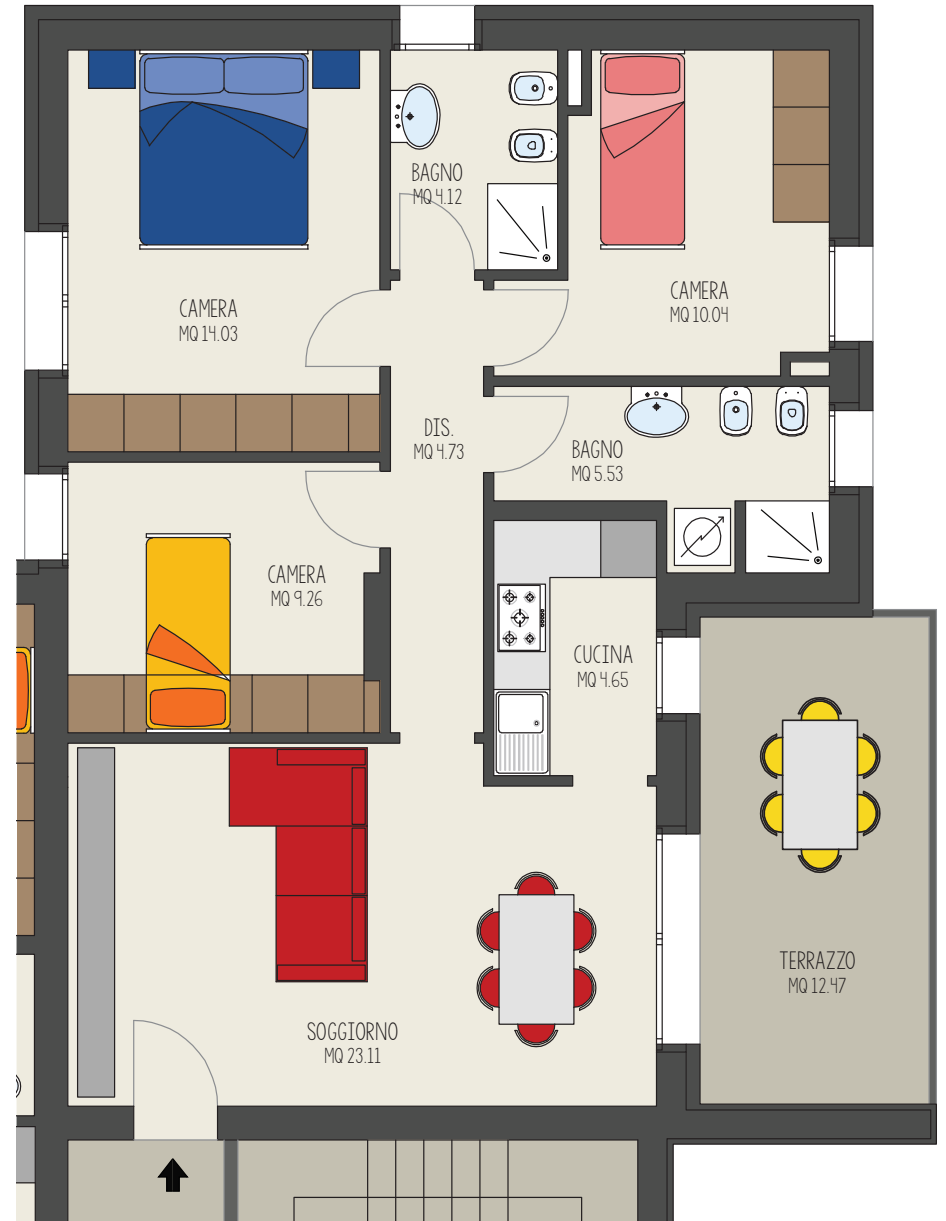 BAGNO
MQ 4.12
CAMERA
MQ 14.03
CAMERA
MQ 10.04
DIS.
MQ 4.73
BAGNO
MQ 5.53
CAMERA
MQ 9.26
CUCINA
MQ 4.65
TERRAZZO
MQ 12.47
SOGGIORNO
MQ 23.11